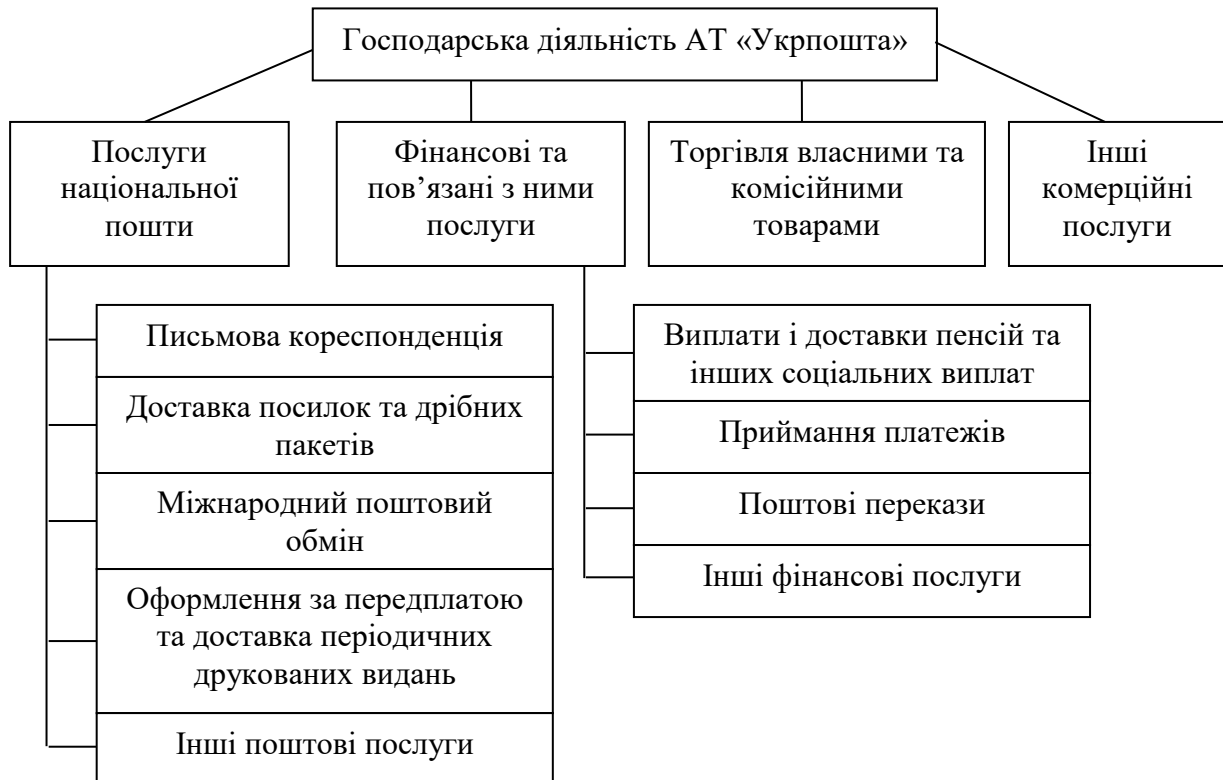 Господарська діяльність АТ «Укрпошта»
Послуги
національної
пошти
Фінансові та
пов’язані з ними
послуги
Торгівля власними та
комісійними
товарами
Інші
комерційні
послуги
Письмова кореспонденція
Доставка посилок та дрібних
пакетів
Міжнародний поштовий
обмін
Оформлення за передплатою
та доставка періодичних
друкованих видань
Інші поштові послуги
Виплати і доставки пенсій та
інших соціальних виплат
Приймання платежів
Поштові перекази
Інші фінансові послуги